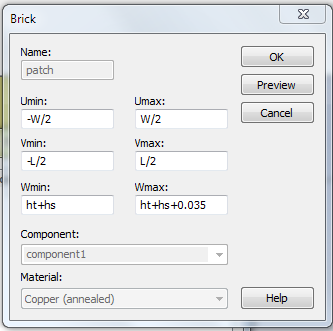 Brick
Name:
patch
OK
Preview
Cancel
Umin:
Umax:
-W/2
W/2
Vmin:
Vmax:
-L/2
L/2
Wmin:
Wmax:
ht+hs
ht+hs+0.035
Component:
component1
Material:
Copper (annealed)
Help